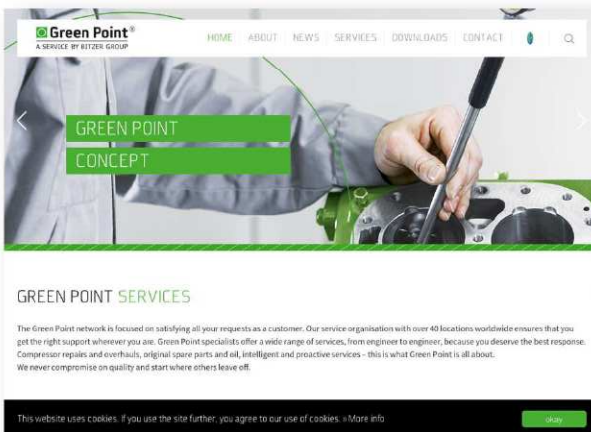 Green Point®
A SERVICE BY BITZER GROUP
HOME ABOUT NEWS SERVICES DOWNLOADS CONTACT
GREEN POINT
CONCEPT
GREEN POINT SERVICES
The Green Point network is focused on satisfying all your requests as a customer. Our service organisation with over 40 locations worldwide ensures that you
get the right support wherever you are. Green Point specialists offer a wide range of services, from engineer to engineer, because you deserve the best response.
Compressor repairs and overhauls, original spare parts and oil, intelligent and proactive services – this is what Green Point is all about.
We never compromise on quality and start where others leave off.
This website uses cookies. If you use the site further, you agree to our use of cookies. » More info
okay